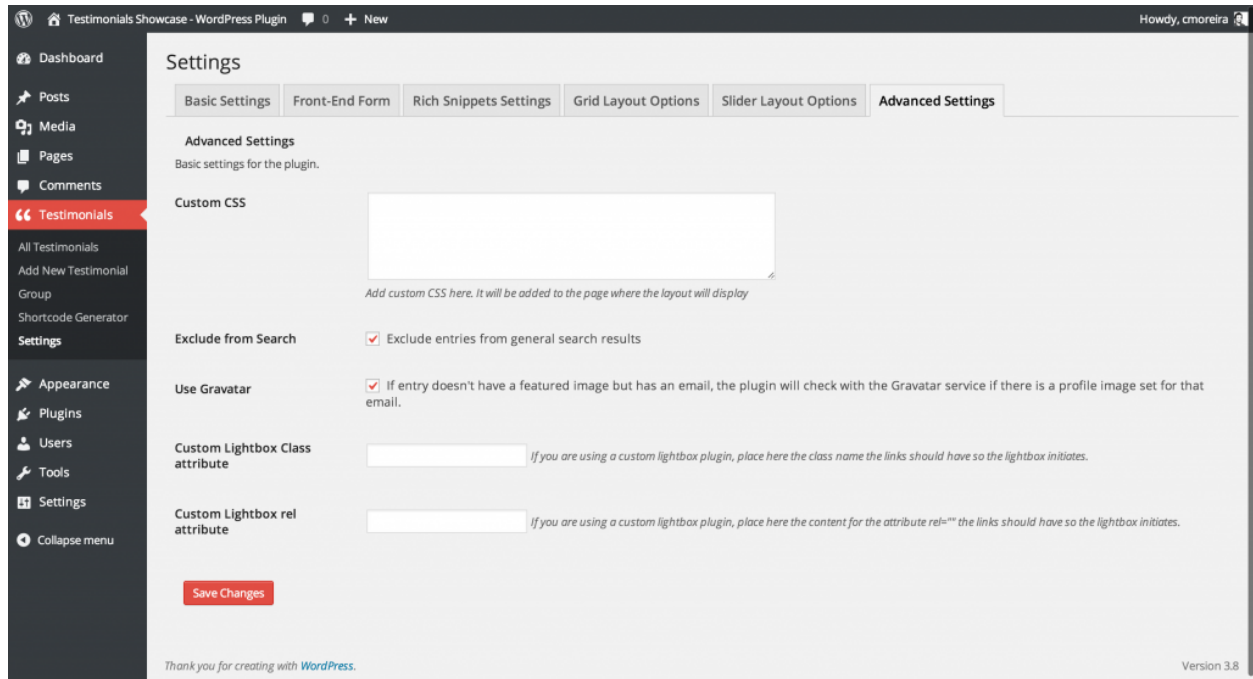 Testimonials Showcase - WordPress Plugin 0 + New Howdy, cmoreira
Dashboard
Posts
Media
Pages
Comments
Testimonials
All Testimonials
Add New Testimonial
Group
Shortcode Generator
Settings
Appearance
Plugins
Users
Tools
Settings
Collapse menu
Settings
Basic Settings Front-End Form Rich Snippets Settings Grid Layout Options Slider Layout Options Advanced Settings
Advanced Settings
Basic settings for the plugin.
Custom CSS
Add custom CSS here. It will be added to the page where the layout will display
Exclude from Search Exclude entries from general search results
Use Gravatar If entry doesn't have a featured image but has an email, the plugin will check with the Gravatar service if there is a profile image set for that
email.
Custom Lightbox Class
attribute
If you are using a custom lightbox plugin, place here the class name the links should have so the lightbox initiates.
Custom Lightbox rel
attribute
If you are using a custom lightbox plugin, place here the content for the attribute rel="" the links should have so the lightbox initiates.
Save Changes
Thank you for creating with WordPress. Version 3.8